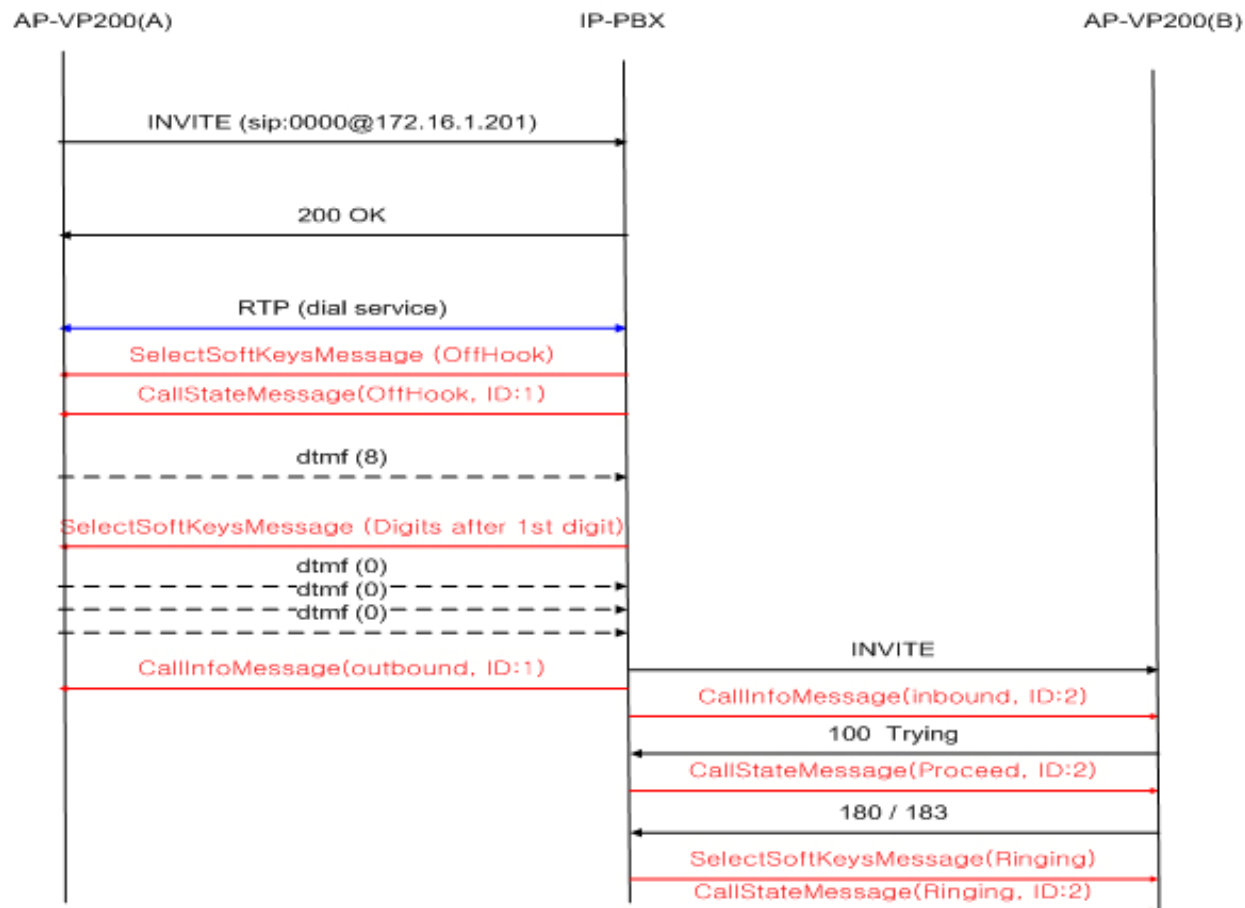 AP-VP200(A)
IP-PBX
AP-VP200(B)
INVITE (sip:0000@172.16.1.201)
200 OK
RTP (dial service)
SelectSoftKeysMessage (OffHook)
CallStateMessage(OffHook, ID:1)
dtmf (8)
SelectSoftKeysMessage (Digits after 1st digit)
dtmf (0)
dtmf (0)
dtmf (0)
INVITE
CallInfoMessage(outbound, ID:1)
CallInfoMessage(inbound, ID:2)
100 Trying
CallStateMessage(Proceed, ID:2)
180 / 183
SelectSoftKeysMessage(Ringing)
CallStateMessage(Ringing, ID:2)